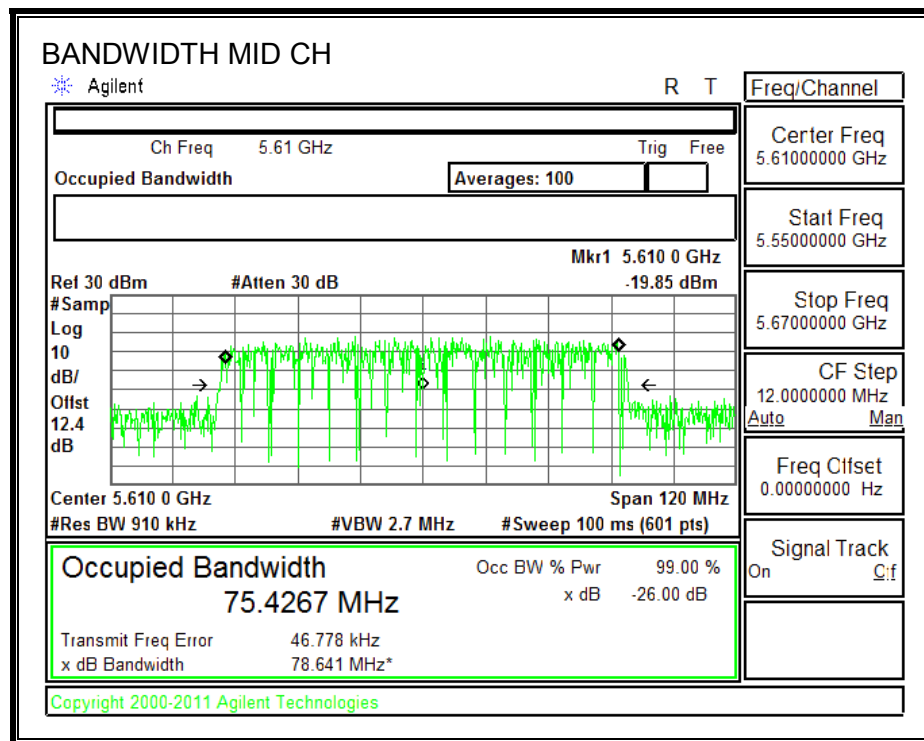 BANDWIDTH MID CH
Agilent R T
Ch Freq 5.61 GHz Trig Free
Occupied Bandwidth Averages: 100
Mkr1 5.610 0 GHz
Ref 30 dBm #Atten 30 dB -19.85 dBm
#Samp
Log
10
dB/
Offst
12.4
dB
Center 5.610 0 GHz Span 120 MHz
#Res BW 910 kHz #VBW 2.7 MHz #Sweep 100 ms (601 pts)
Occupied Bandwidth Occ BW % Pwr 99.00 %
75.4267 MHz x dB -26.00 dB
Transmit Freq Error 46.778 kHz
x dB Bandwidth 78.641 MHz*
Copyright 2000-2011 Agilent Technologies
Freq/Channel
Center Freq
5.61000000 GHz
Start Freq
5.55000000 GHz
Stop Freq
5.67000000 GHz
CF Step
12.0000000 MHz
Auto Man
Freq Offset
0.00000000 Hz
Signal Track
On Off